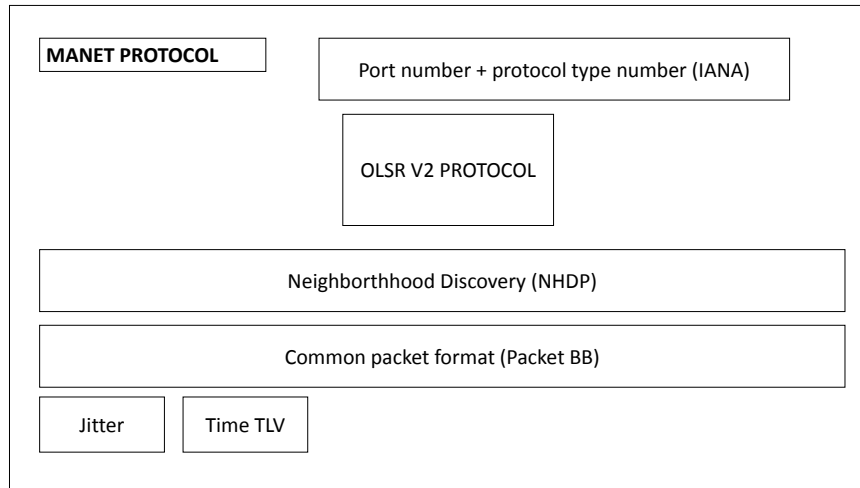 MANET PROTOCOL
Port number + protocol type number (IANA)
OLSR V2 PROTOCOL
Neighborthhood Discovery (NHDP)
Common packet format (Packet BB)
Jitter
Time TLV